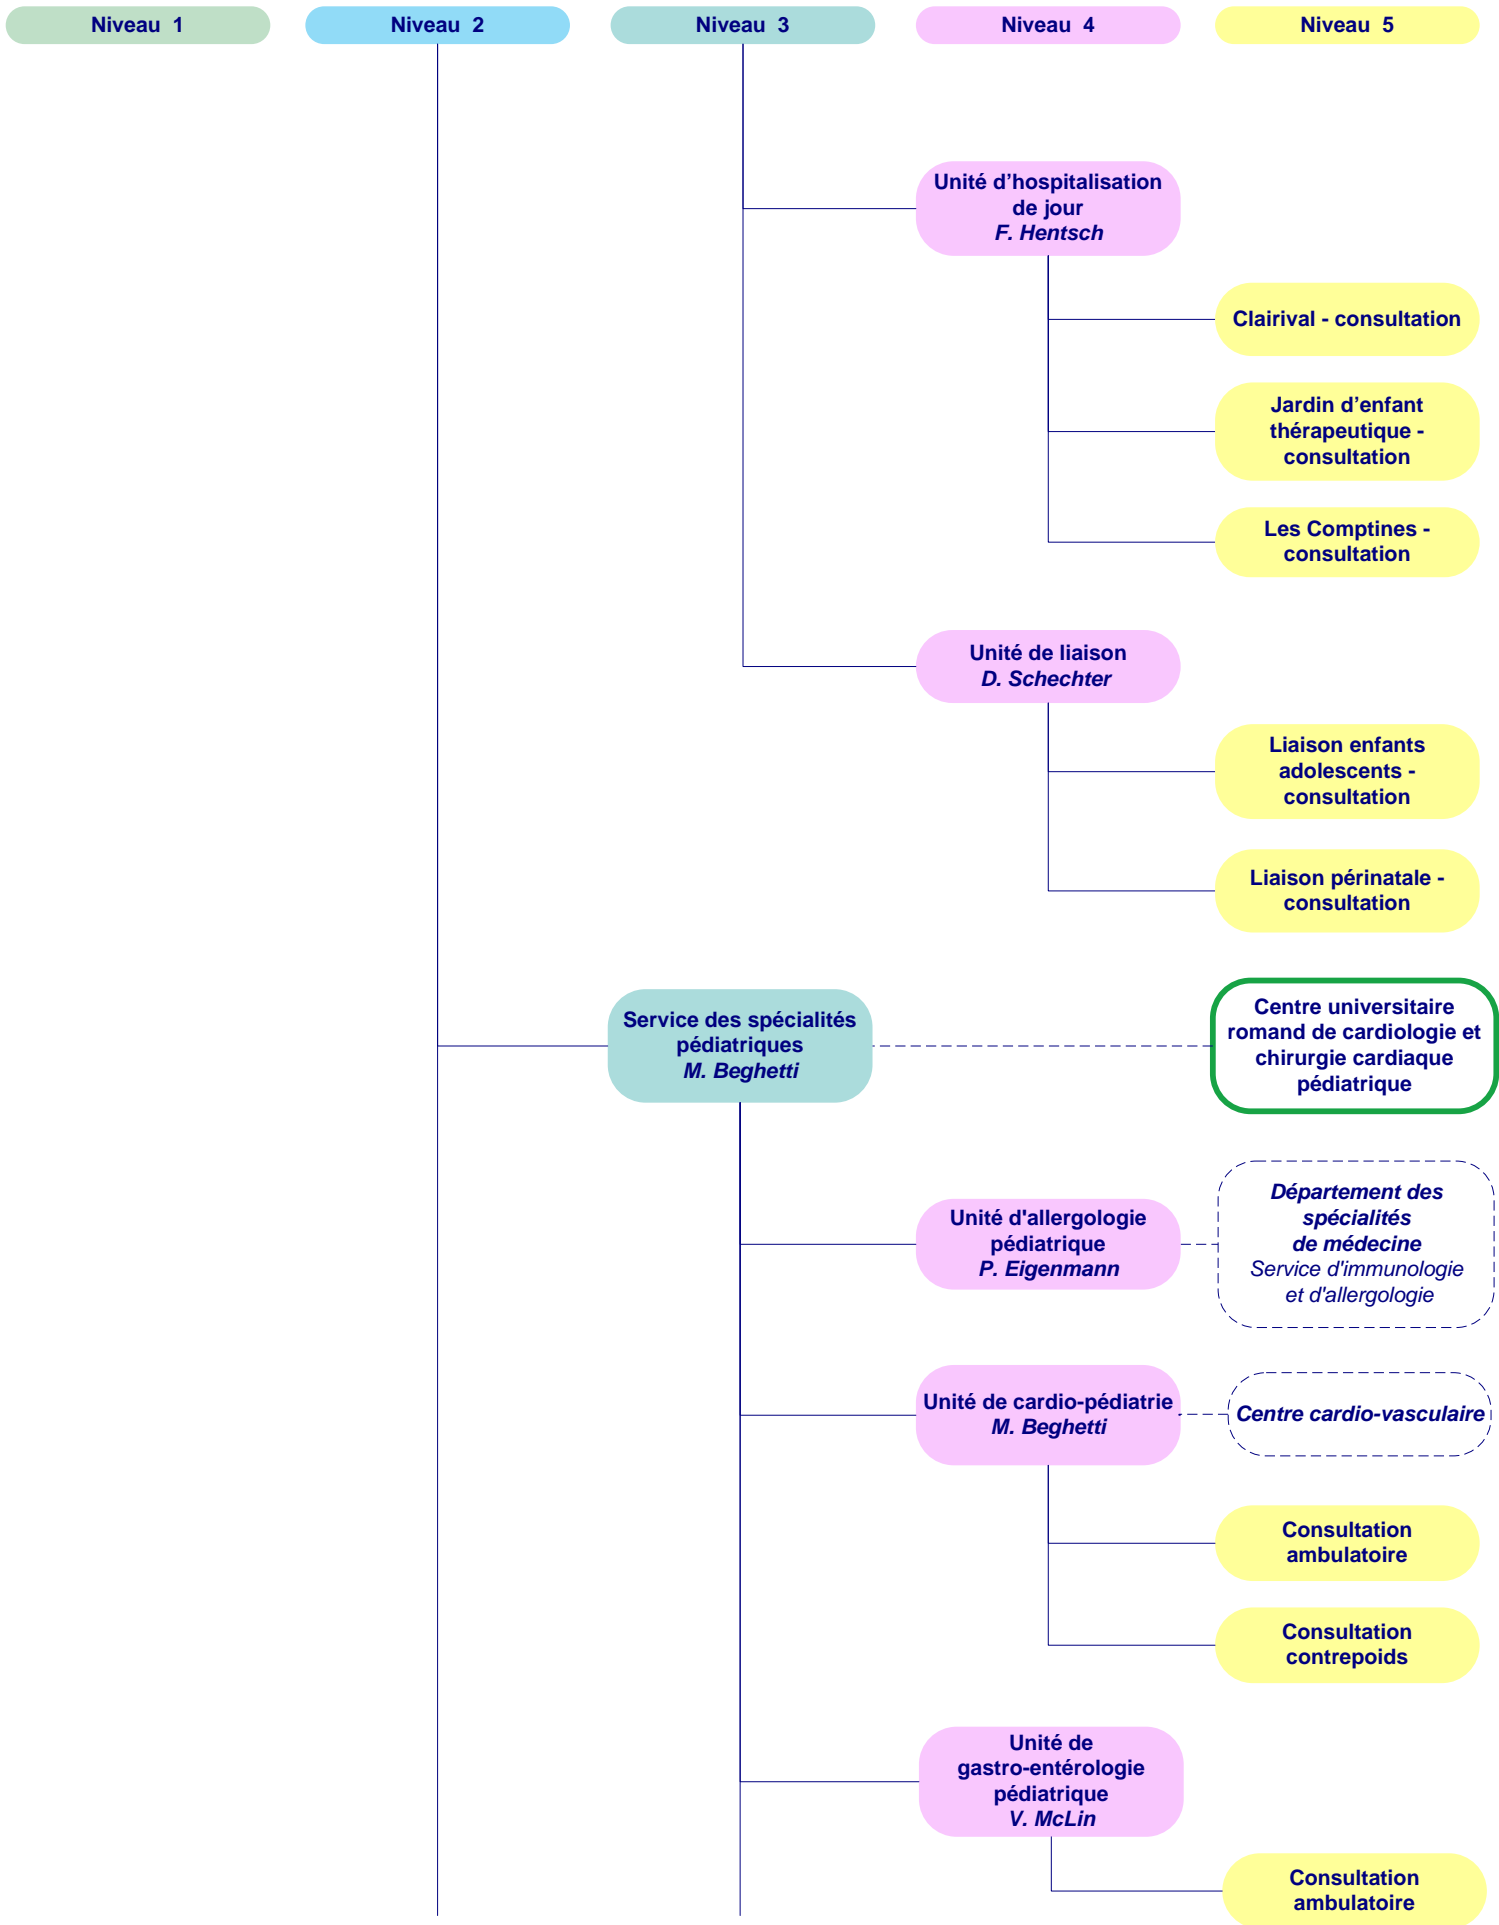 Niveau 1
Niveau 2
Niveau 3
Niveau 4
Niveau 5
Unité d’hospitalisation
de jour
F. Hentsch
Clairival - consultation
Jardin d’enfant
thérapeutique -
consultation
Les Comptines -
consultation
Unité de liaison
D. Schechter
Liaison enfants
adolescents -
consultation
Liaison périnatale -
consultation
Service des spécialités
pédiatriques
M. Beghetti
Centre universitaire
romand de cardiologie et
chirurgie cardiaque
pédiatrique
Unité d'allergologie
pédiatrique
P. Eigenmann
Département des
spécialités
de médecine
Service d'immunologie
et d'allergologie
Unité de cardio-pédiatrie
M. Beghetti
Centre cardio-vasculaire
Consultation
ambulatoire
Consultation
contrepoids
Unité de
gastro-entérologie
pédiatrique
V. McLin
Consultation
ambulatoire